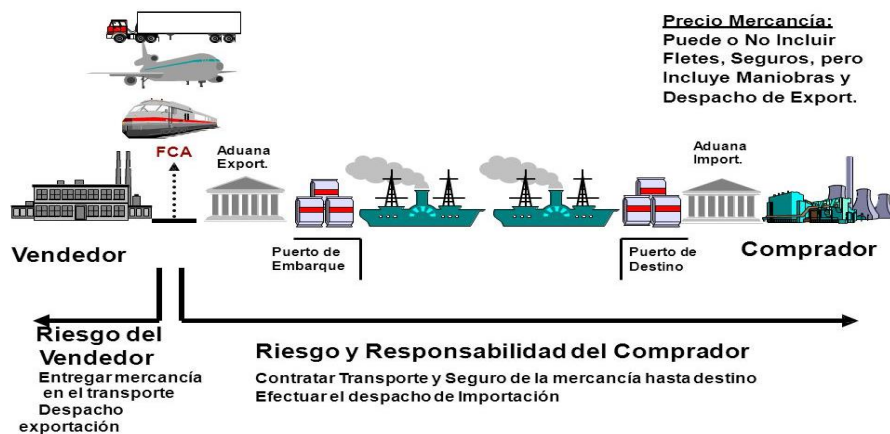 Precio Mercancía:
Puede o No Incluir
Fletes, Seguros, pero
Incluye Maniobras y
Despacho de Export.
FCA
Aduana
Export.
Aduana
Import.
Vendedor
Puerto de
Embarque
Puerto de
Destino
Comprador
Riesgo del
Vendedor
Entregar mercancía
en el transporte
Despacho
exportación
Riesgo y Responsabilidad del Comprador
Contratar Transporte y Seguro de la mercancía hasta destino
Efectuar el despacho de Importación